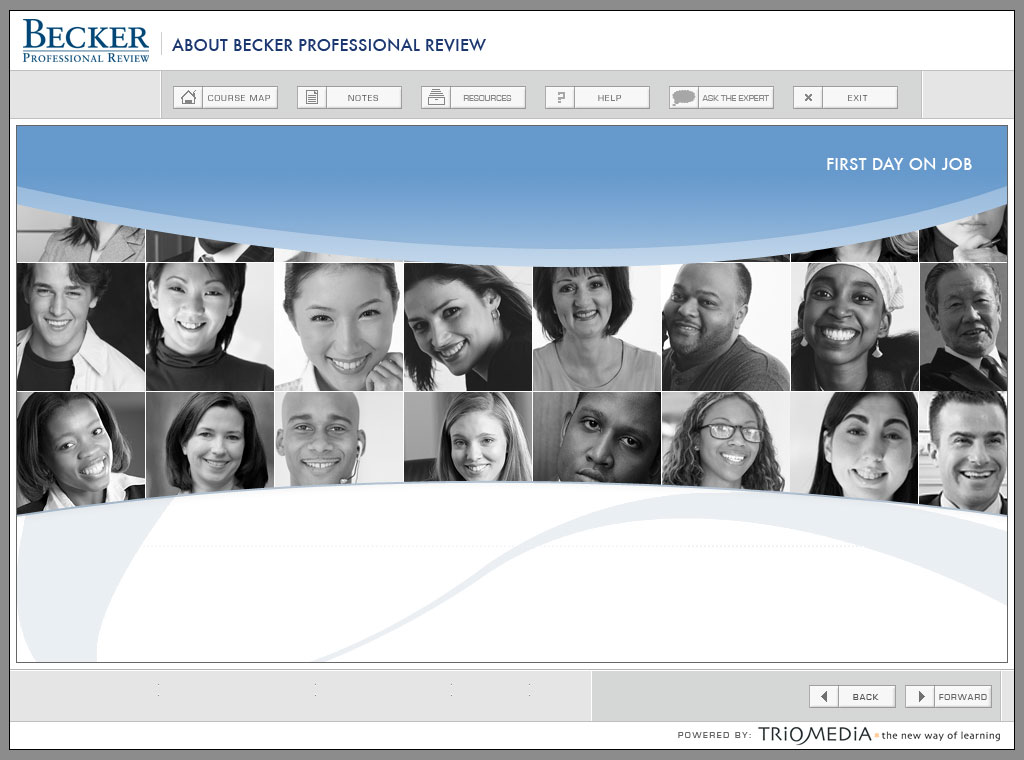 BECKER
PROFESSIONAL REVIEW
ABOUT BECKER PROFESSIONAL REVIEW
COURSE MAP
NOTES
RESOURCES
HELP
ASK THE EXPERT
EXIT
FIRST DAY ON JOB
BACK
FORWARD
POWERED BY: TRiOMEDiA the new way of learning